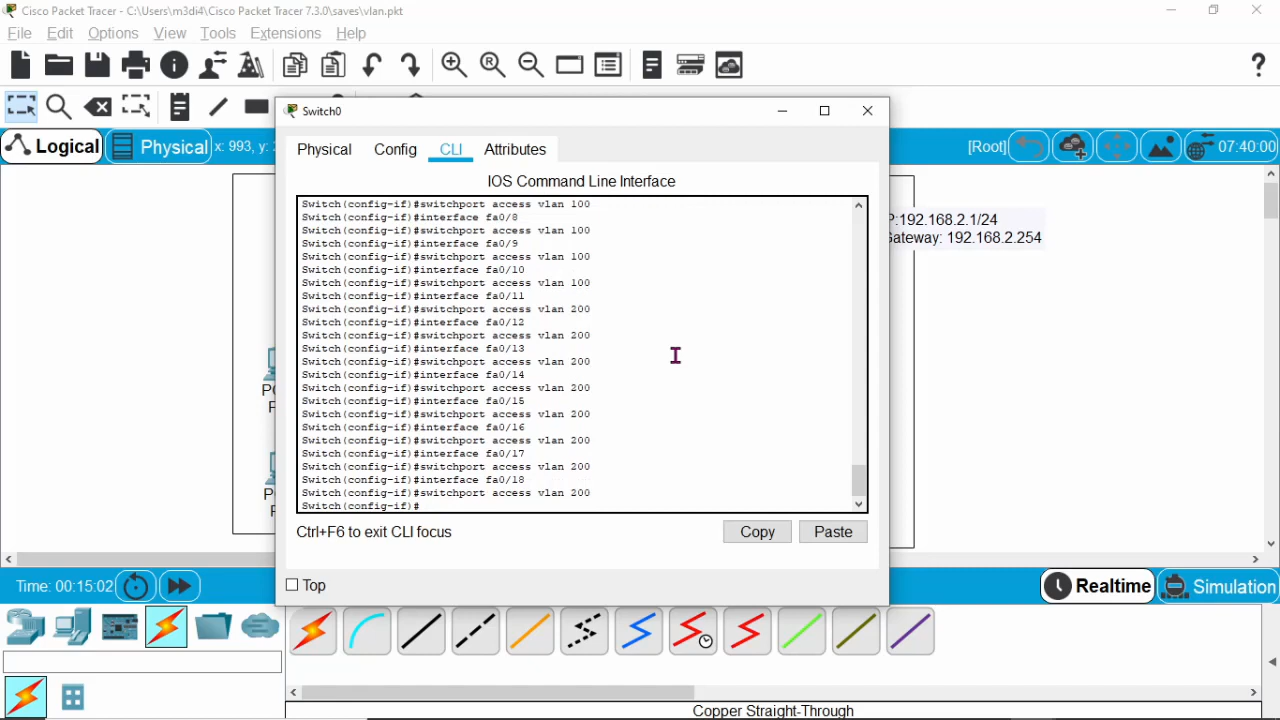 Cisco Packet Tracer - C:\Users\m3di4\Cisco Packet Tracer 7.3.0\saves\vlan.pkt
File Edit Options View Tools Extensions Help
Switch0
Logical Physical x: 993, y: [Root] 07:40:00
Physical Config CLI Attributes
IOS Command Line Interface
Switch(config-if)#switchport access vlan 100
Switch(config-if)#interface fa0/8
Switch(config-if)#switchport access vlan 100
Switch(config-if)#interface fa0/9
Switch(config-if)#switchport access vlan 100
Switch(config-if)#interface fa0/10
Switch(config-if)#switchport access vlan 100
Switch(config-if)#interface fa0/11
Switch(config-if)#switchport access vlan 200
Switch(config-if)#interface fa0/12
Switch(config-if)#switchport access vlan 200
Switch(config-if)#interface fa0/13
Switch(config-if)#switchport access vlan 200
Switch(config-if)#interface fa0/14
Switch(config-if)#switchport access vlan 200
Switch(config-if)#interface fa0/15
Switch(config-if)#switchport access vlan 200
Switch(config-if)#interface fa0/16
Switch(config-if)#switchport access vlan 200
Switch(config-if)#interface fa0/17
Switch(config-if)#switchport access vlan 200
Switch(config-if)#interface fa0/18
Switch(config-if)#switchport access vlan 200
Switch(config-if)#
P:192.168.2.1/24
Gateway: 192.168.2.254
Ctrl+F6 to exit CLI focus Copy Paste
Top
Time: 00:15:02 Realtime Simulation
Copper Straight-Through